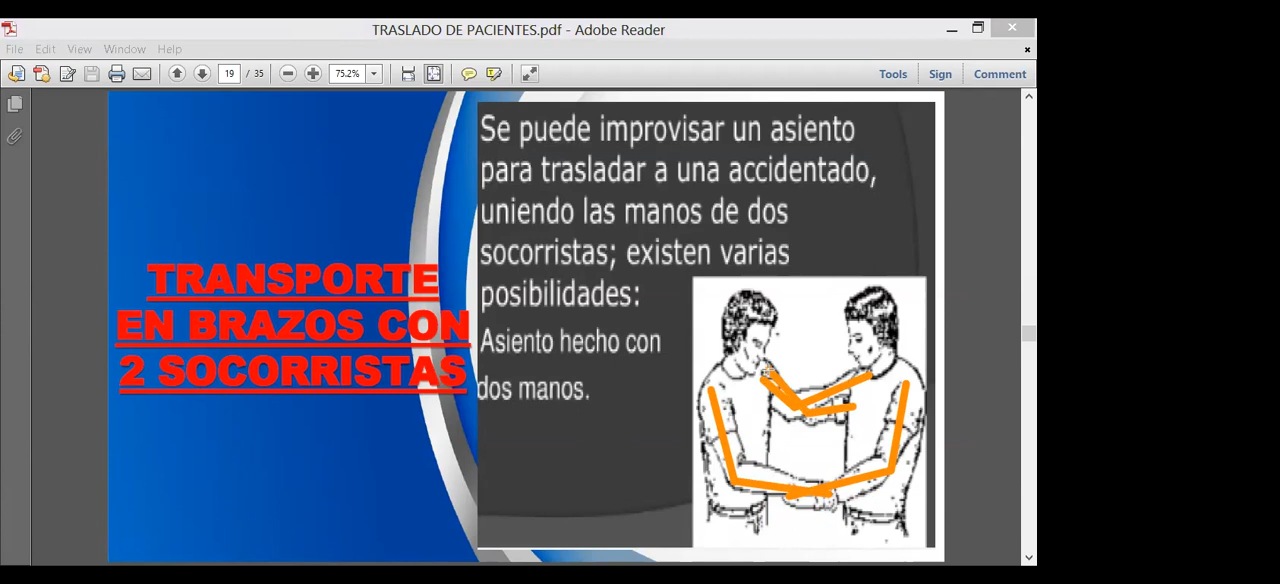 TRASLADO DE PACIENTES.pdf - Adobe Reader
File Edit View Window Help
19 / 35 75.2% Tools Sign Comment
TRANSPORTE
EN BRAZOS CON
2 SOCORRISTAS
Se puede improvisar un asiento
para trasladar a una accidentado,
uniendo las manos de dos
socorristas; existen varias
posibilidades:
Asiento hecho con
dos manos.